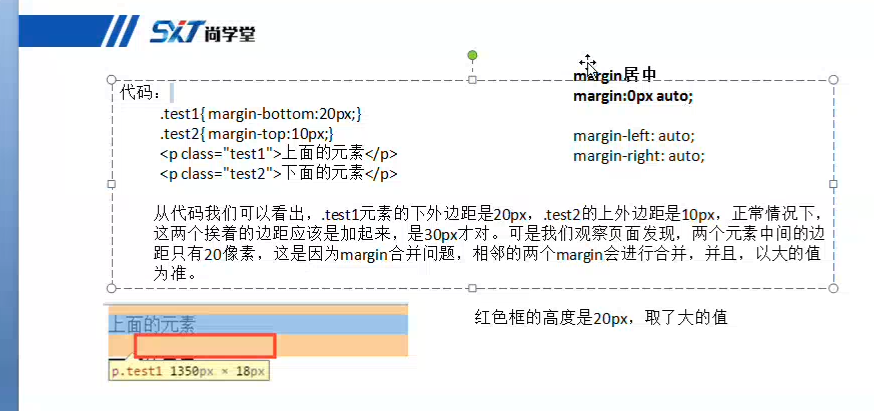 SXT尚学堂
代码：
.test1{ margin-bottom:20px;}
.test2{ margin-top:10px;}
<p class="test1">上面的元素</p>
<p class="test2">下面的元素</p>
margin居中
margin:0px auto;
margin-left: auto;
margin-right: auto;
从代码我们可以看出，.test1元素的下外边距是20px，.test2的上外边距是10px，正常情况下，
这两个挨着的边距应该是加起来，是30px才对。可是我们观察页面发现，两个元素中间的边
距只有20像素，这是因为margin合并问题，相邻的两个margin会进行合并，并且，以大的值
为准。
上面的元素
p.test1 1350px × 18px
红色框的高度是20px，取了大的值